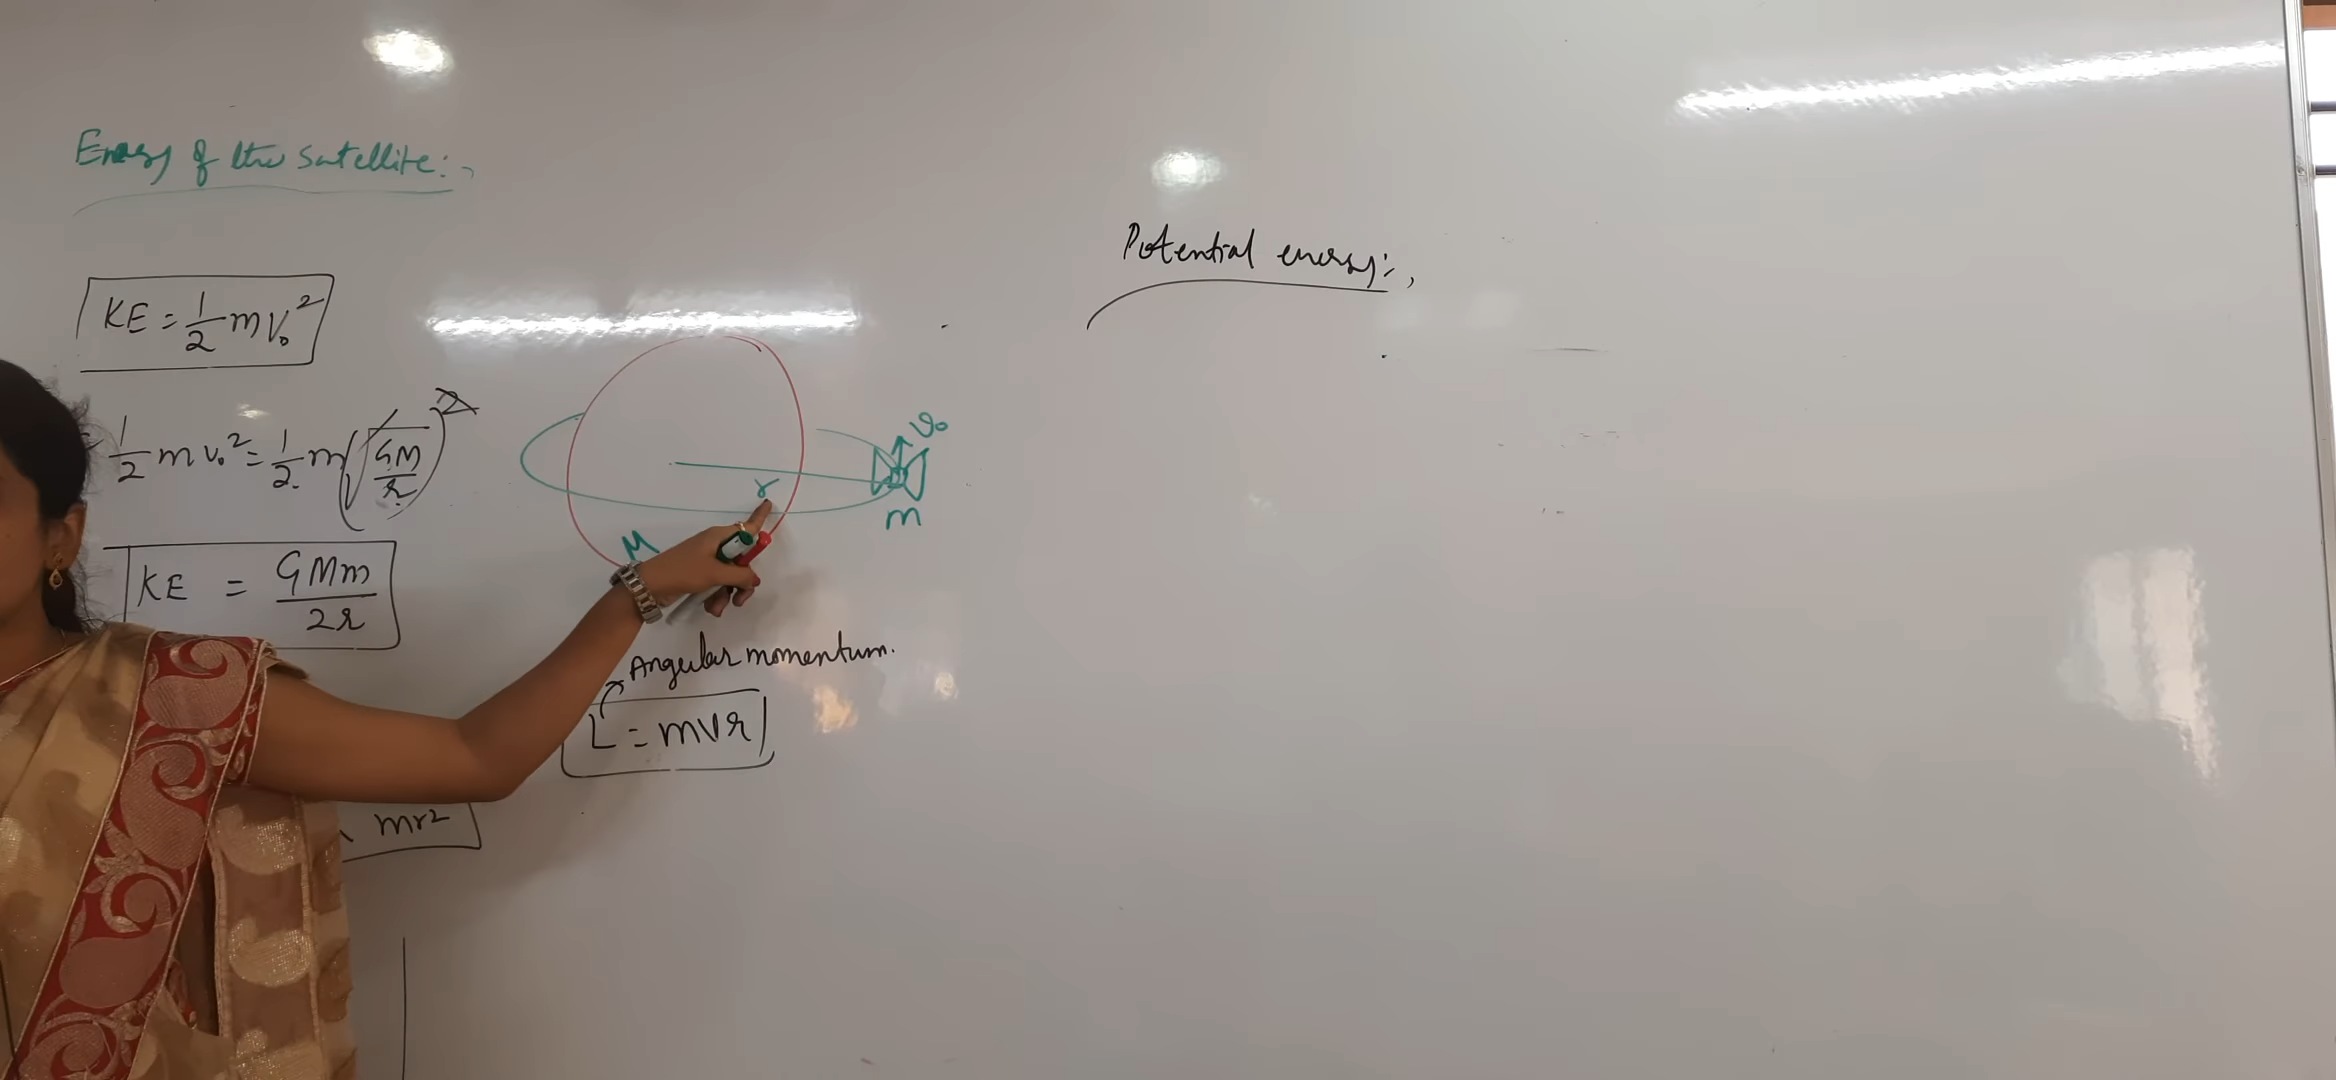 Energy of the satellite:-
KE = 1/2 mv₀²
1/2 mv₀² = 1/2 m(√(GM/r))²
KE = GMm/2r
mr²
v₀
r
m
M
Angular momentum.
L = mvr
Potential energy:-